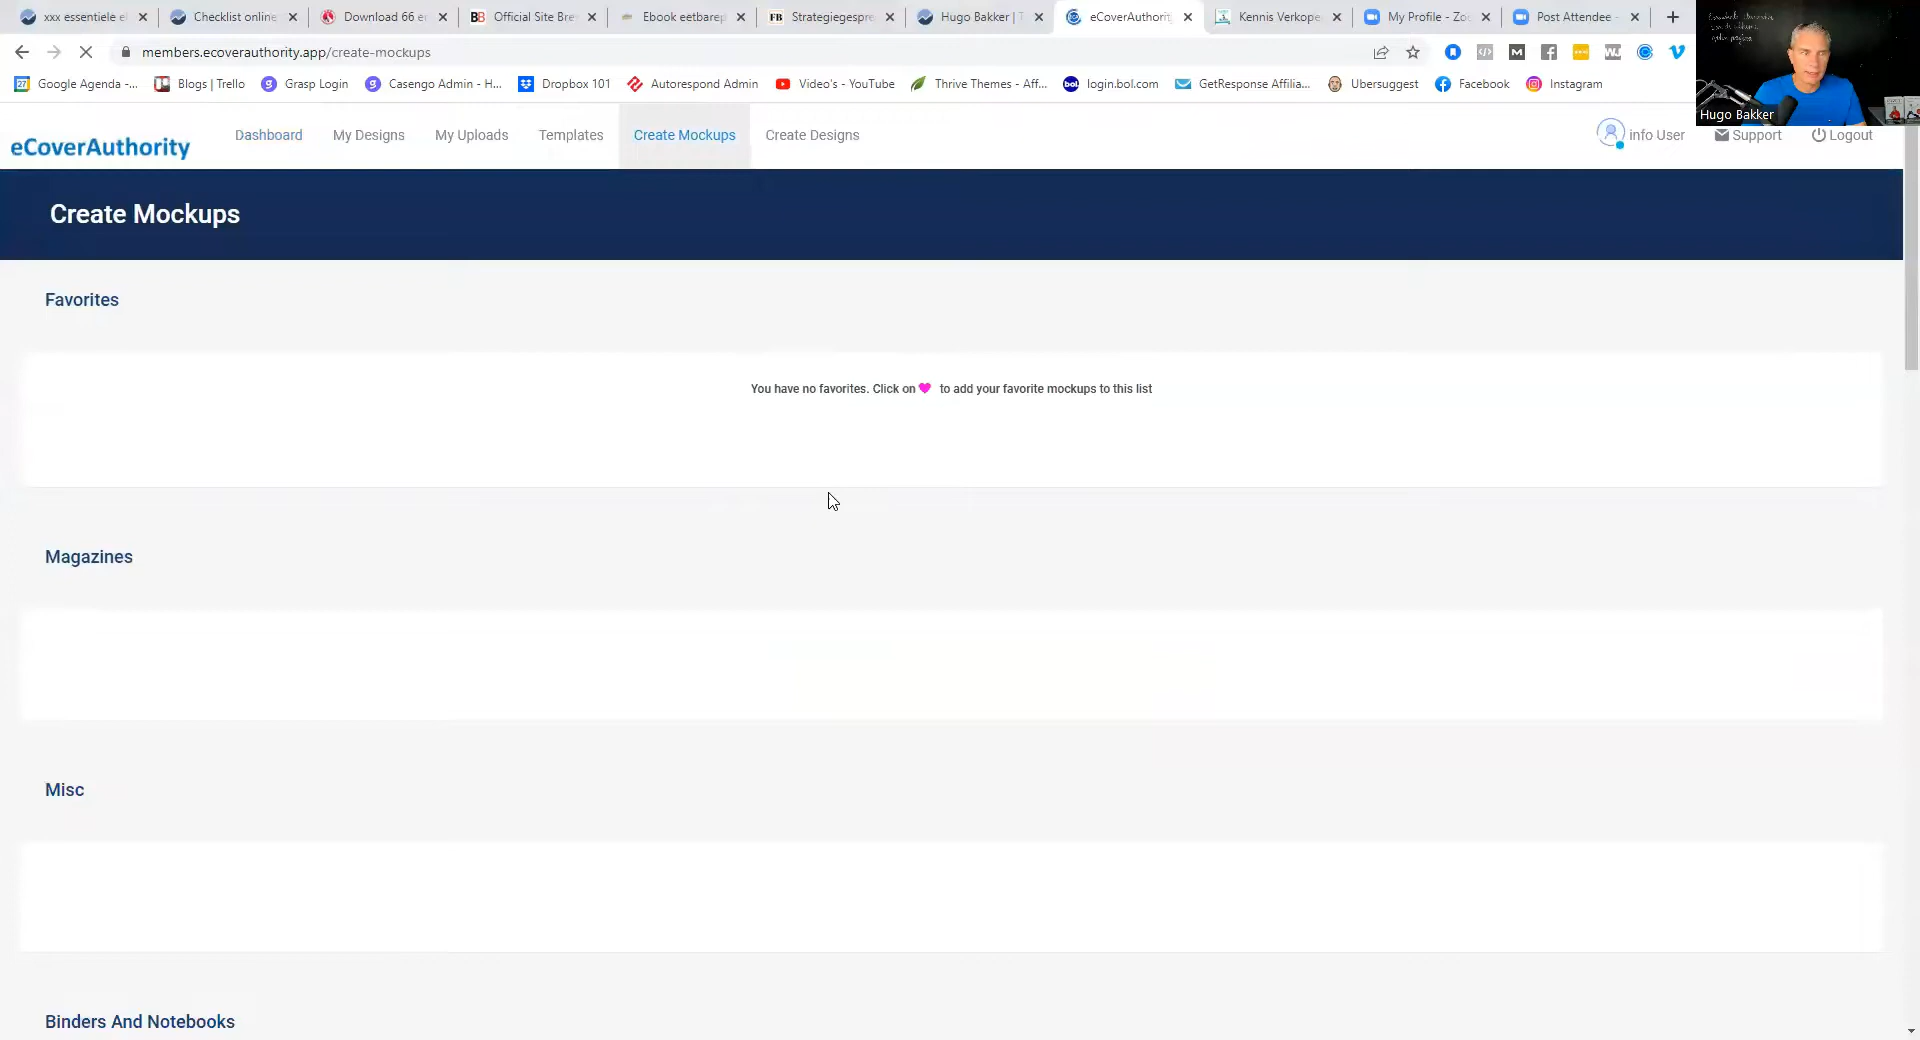 xxx essentiele el
Checklist online
Download 66 e
Official Site Bre
Ebook eetbarep
Strategiegespre
Hugo Bakker | T
eCoverAuthorit
Kennis Verkope
My Profile - Zoo
Post Attendee -
members.ecoverauthority.app/create-mockups
Google Agenda -...
Blogs | Trello
Grasp Login
Casengo Admin - H...
Dropbox 101
Autorespond Admin
Video's - YouTube
Thrive Themes - Aff...
login.bol.com
GetResponse Affilia...
Ubersuggest
Facebook
Instagram
Hugo Bakker
eCoverAuthority
Dashboard
My Designs
My Uploads
Templates
Create Mockups
Create Designs
info User
Support
Logout
Create Mockups
Favorites
You have no favorites. Click on to add your favorite mockups to this list
Magazines
Misc
Binders And Notebooks